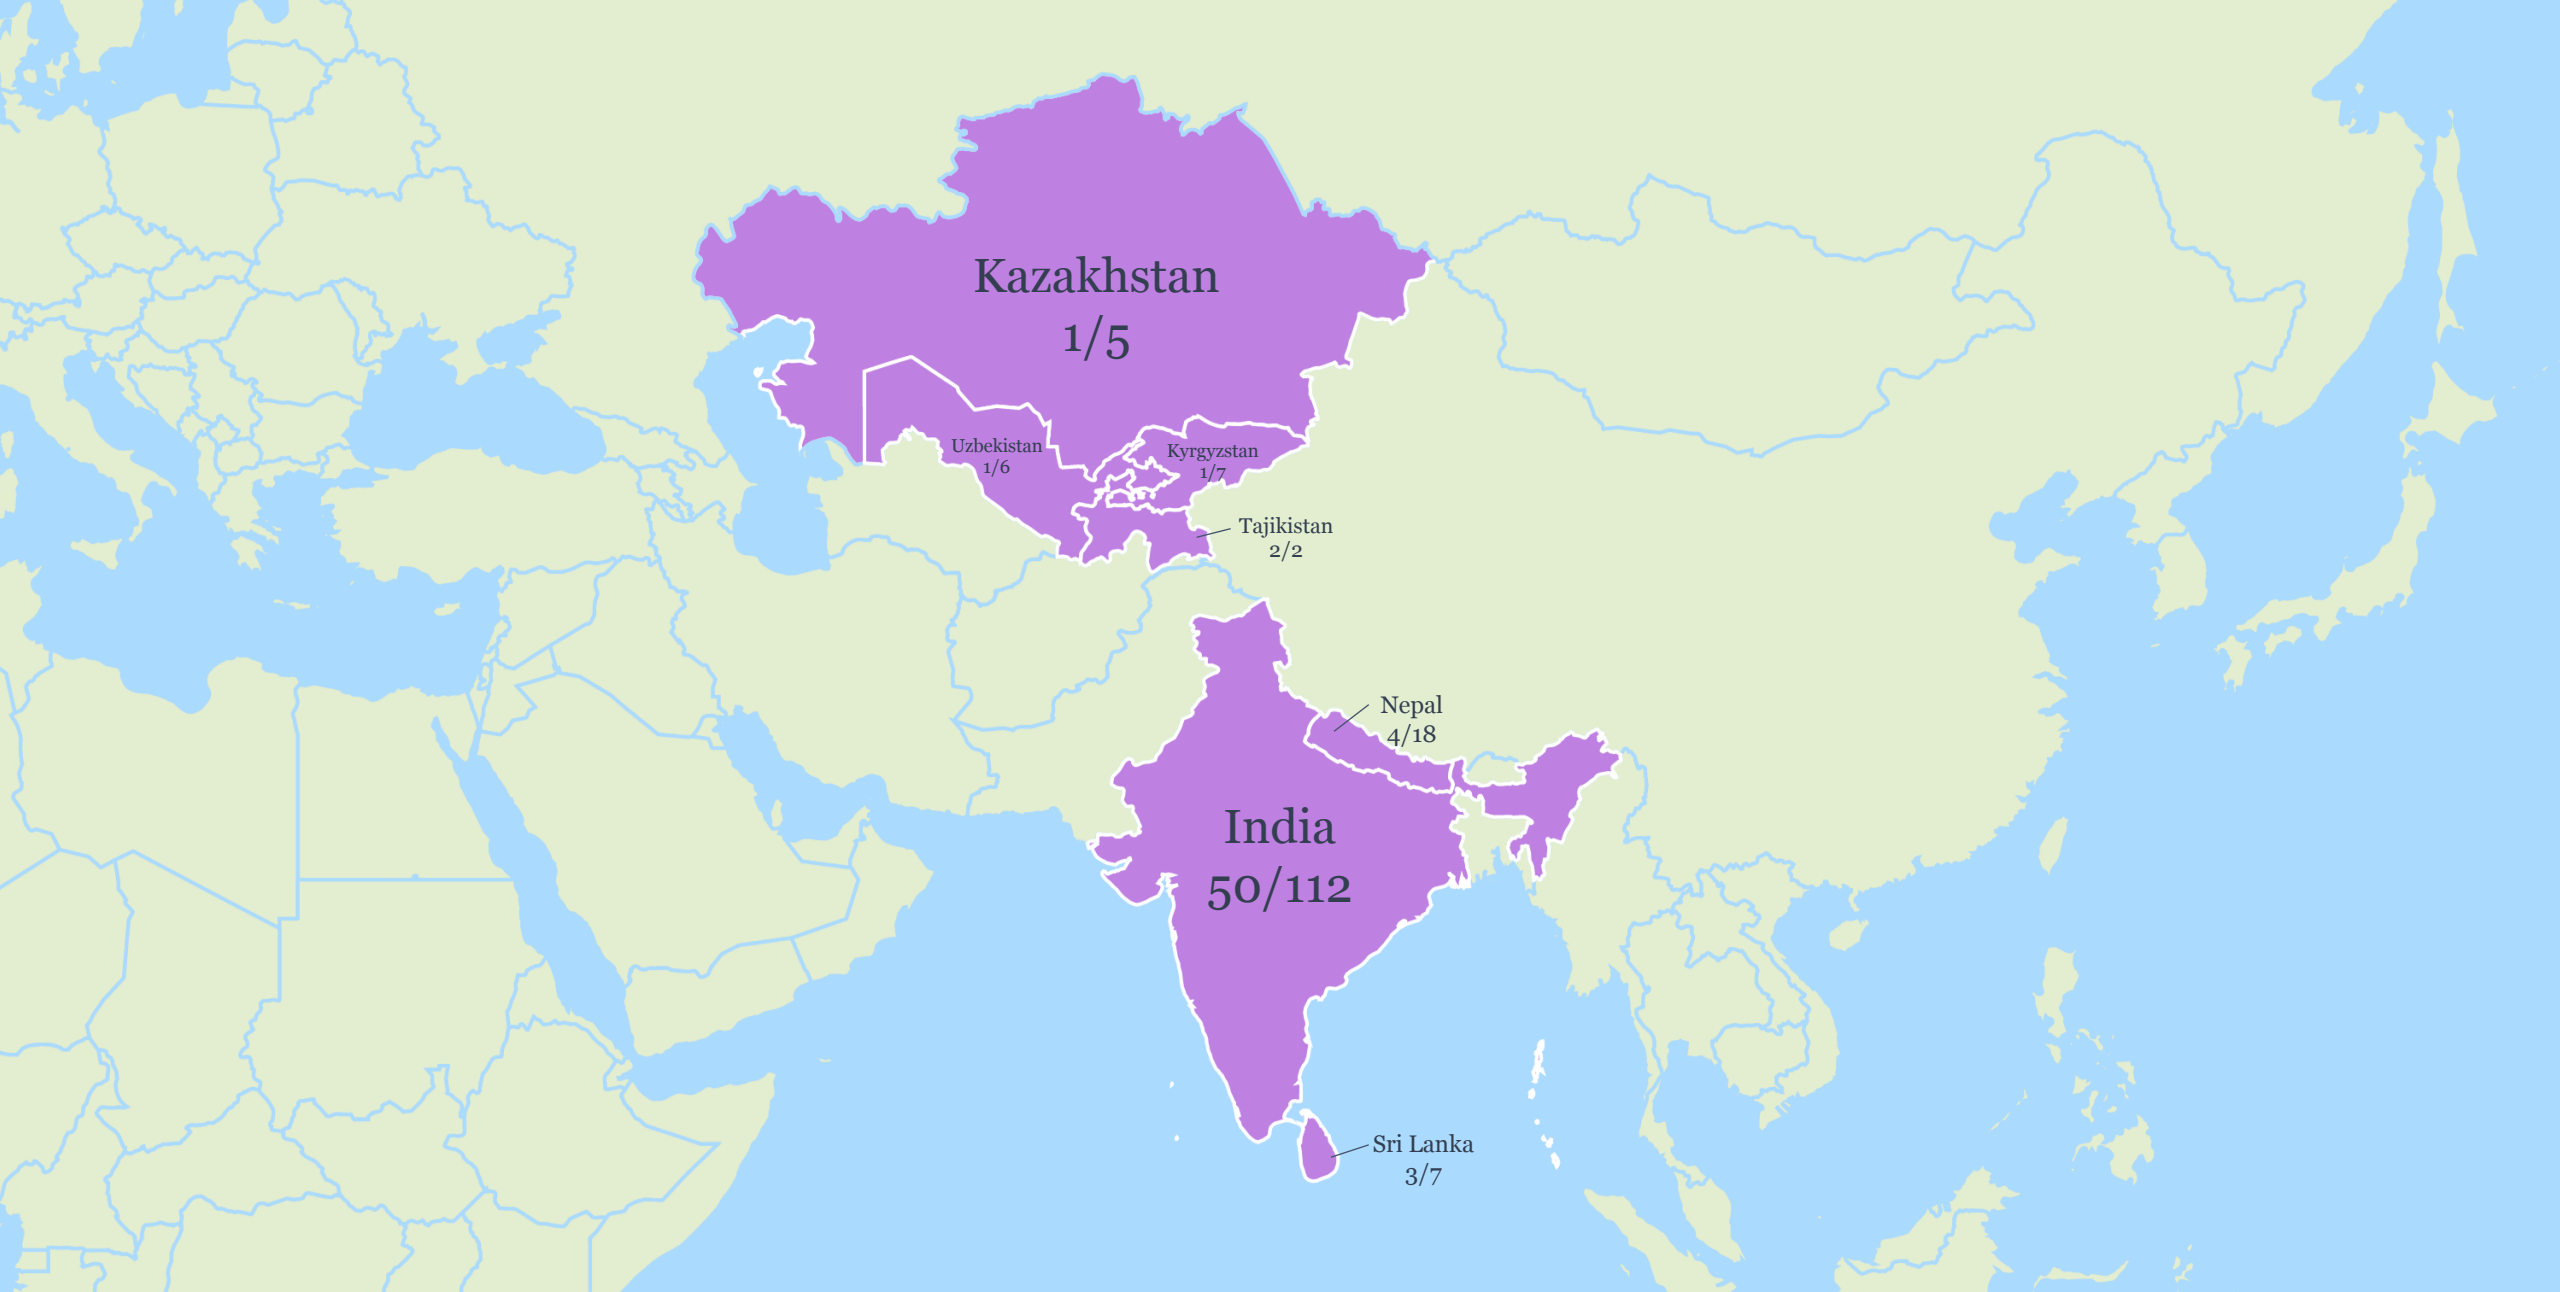 Kazakhstan
1/5
Uzbekistan
1/6
Kyrgyzstan
1/7
Tajikistan
2/2
Nepal
4/18
India
50/112
Sri Lanka
3/7